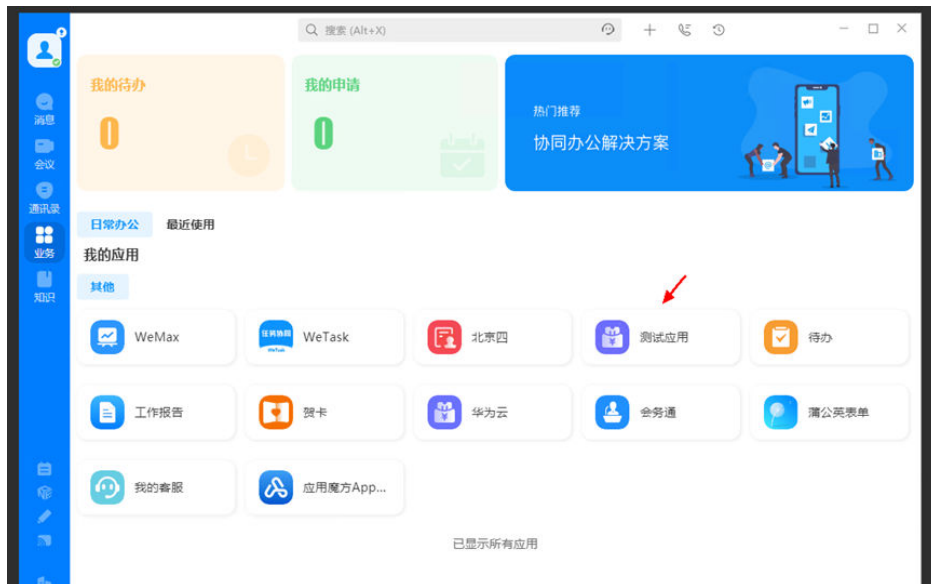 搜索 (Alt+X)
消息
会议
通讯录
业务
知识
我的待办
0
我的申请
0
热门推荐
协同办公解决方案
日常办公 最近使用
我的应用
其他
WeMax
任务协同
WeTask
WeTask
北京四
测试应用
待办
工作报告
贺卡
华为云
会务通
蒲公英表单
我的客服
应用魔方App...
已显示所有应用